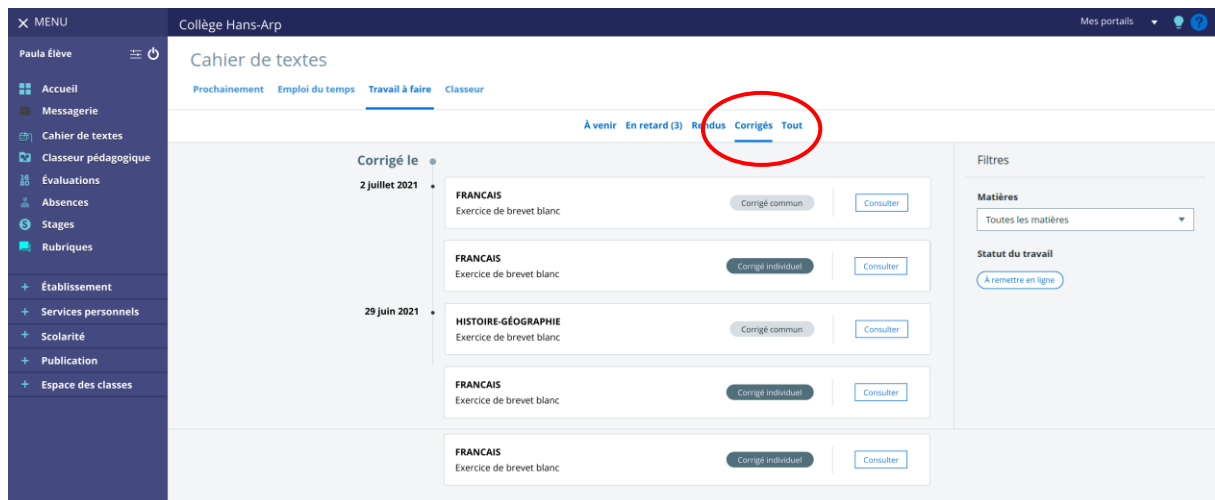 MENU
Collège Hans-Arp
Mes portails
?
Paula Élève
Cahier de textes
Prochainement Emploi du temps Travail à faire Classeur
Accueil
Messagerie
Cahier de textes
Classeur pédagogique
Évaluations
Absences
Stages
Rubriques
+ Établissement
+ Services personnels
+ Scolarité
+ Publication
+ Espace des classes
À venir En retard (3) Rendus Corrigés Tout
Corrigé le
2 juillet 2021
FRANCAIS
Exercice de brevet blanc
Corrigé commun
Consulter
FRANCAIS
Exercice de brevet blanc
Corrigé individuel
Consulter
29 juin 2021
HISTOIRE-GÉOGRAPHIE
Exercice de brevet blanc
Corrigé commun
Consulter
FRANCAIS
Exercice de brevet blanc
Corrigé individuel
Consulter
FRANCAIS
Exercice de brevet blanc
Corrigé individuel
Consulter
Filtres
Matières
Toutes les matières
Statut du travail
À remettre en ligne